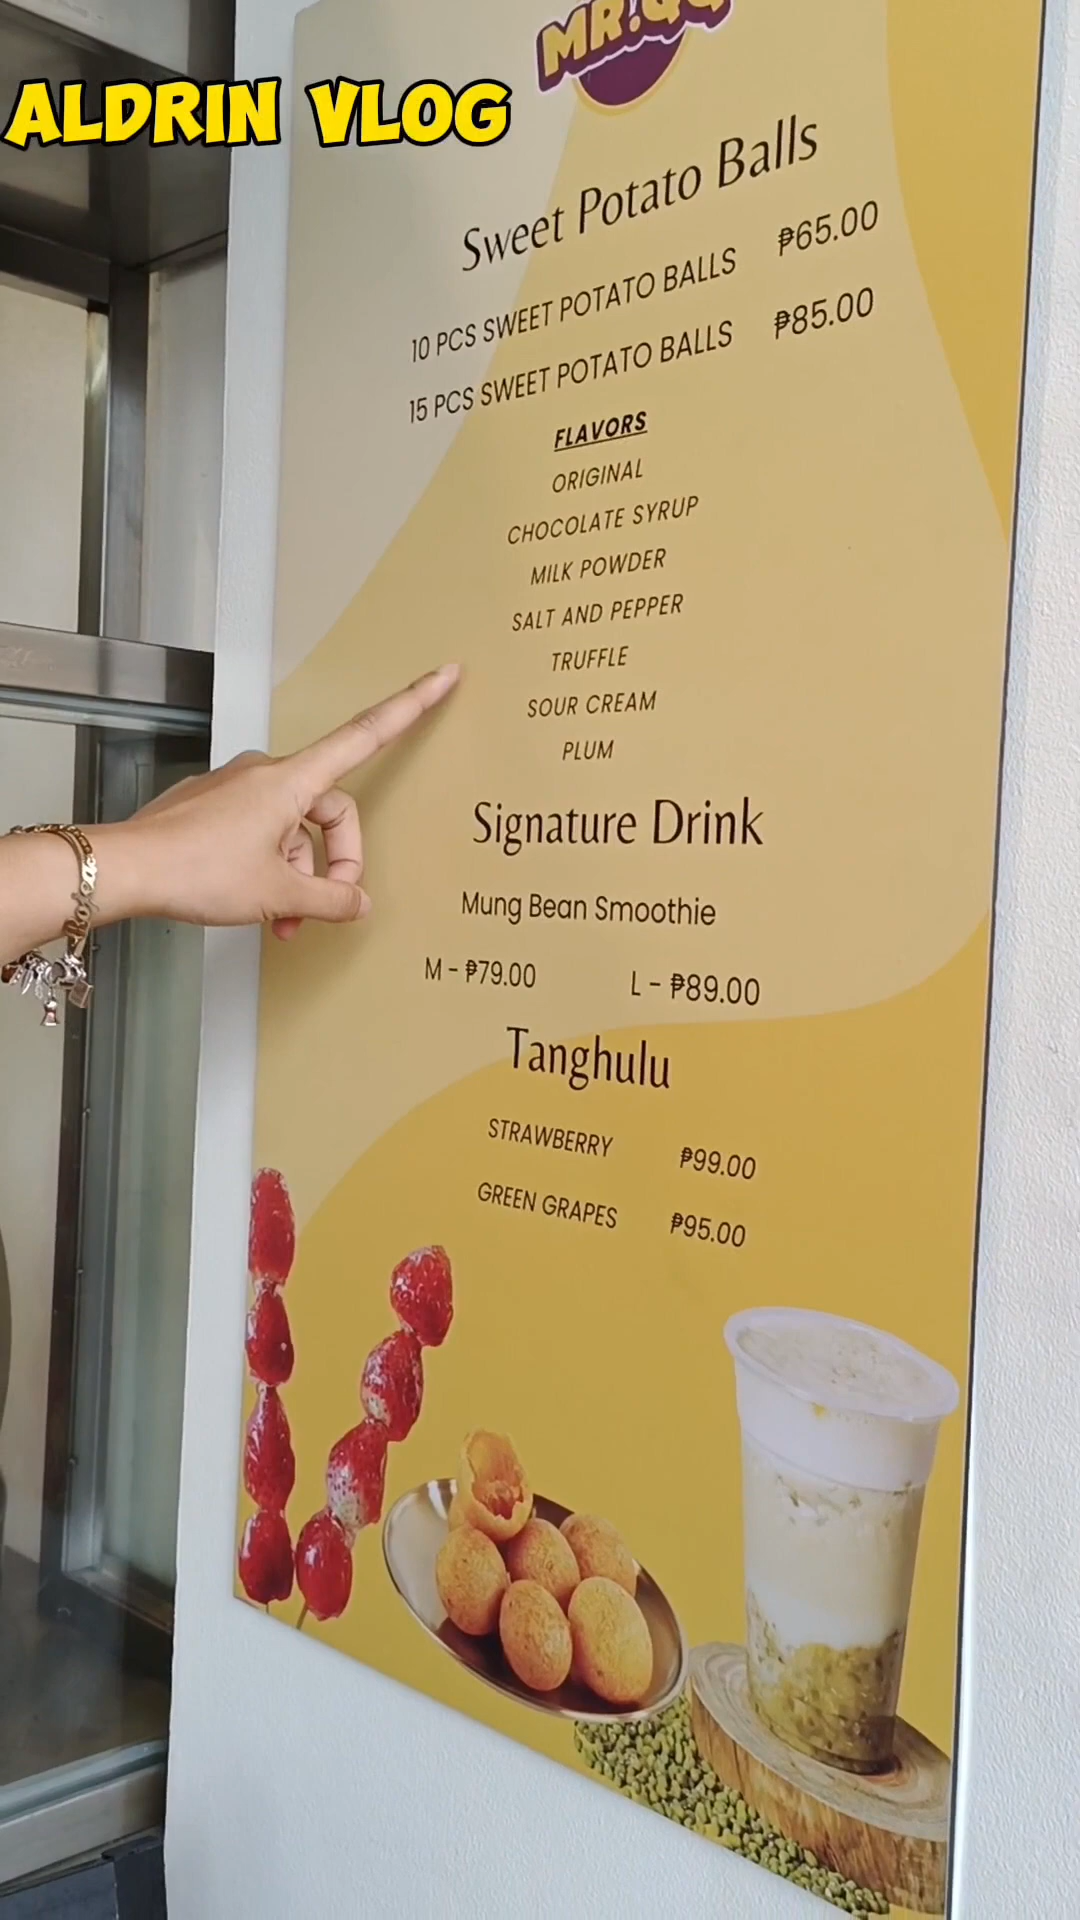 ALDRIN VLOG
MR.QQ
Sweet Potato Balls
10 PCS SWEET POTATO BALLS ₱65.00
15 PCS SWEET POTATO BALLS ₱85.00
FLAVORS
ORIGINAL
CHOCOLATE SYRUP
MILK POWDER
SALT AND PEPPER
TRUFFLE
SOUR CREAM
PLUM
Signature Drink
Mung Bean Smoothie
M - ₱79.00 L - ₱89.00
Tanghulu
STRAWBERRY ₱99.00
GREEN GRAPES ₱95.00